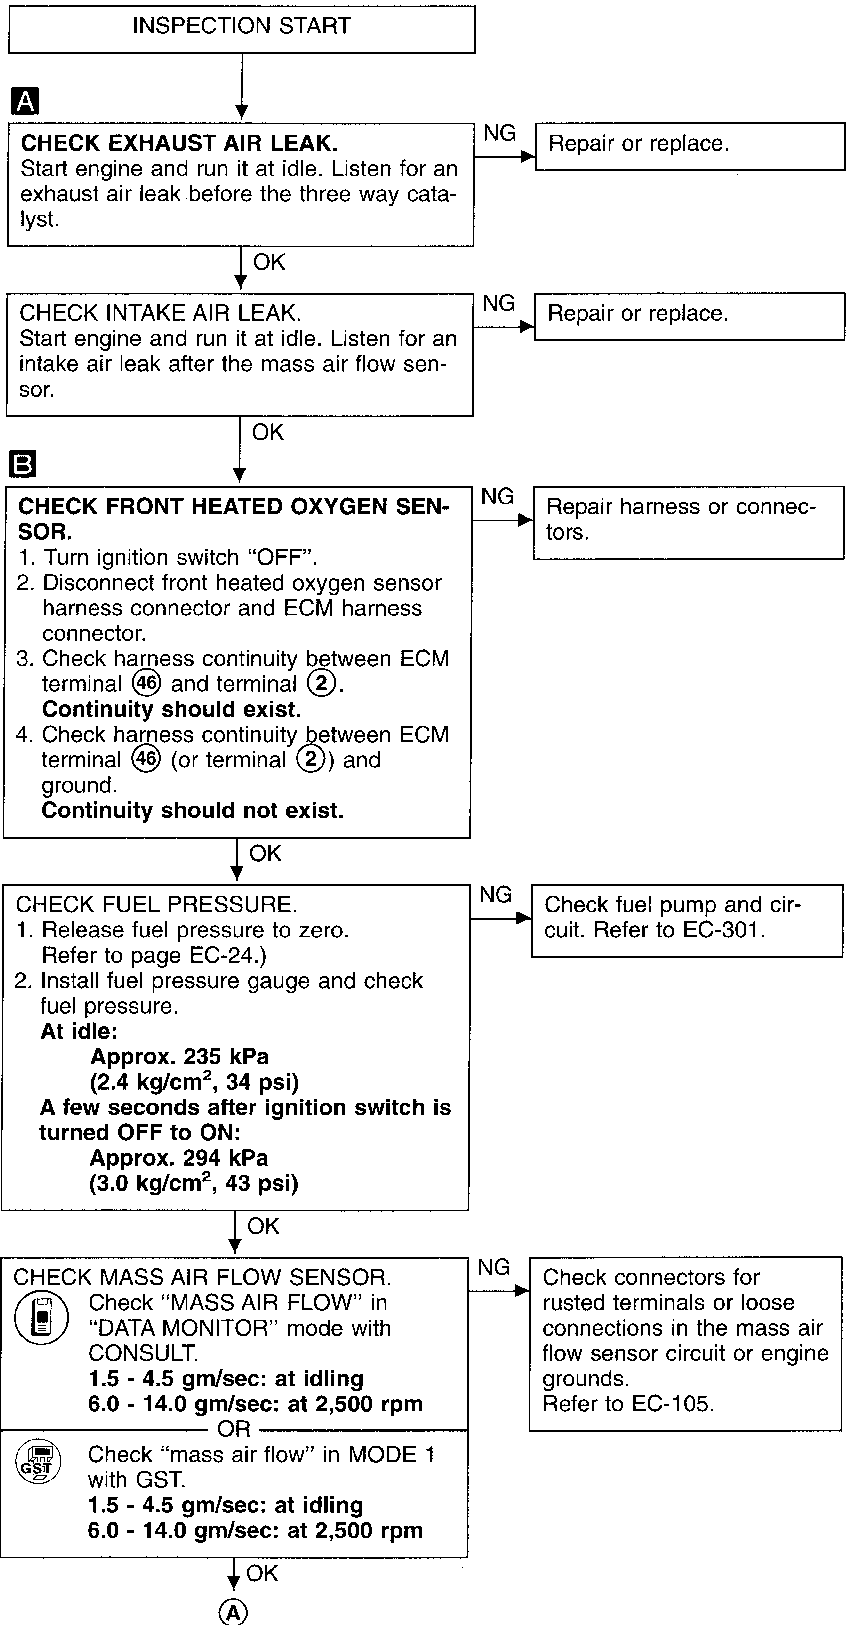 INSPECTION START
A
CHECK EXHAUST AIR LEAK.
Start engine and run it at idle. Listen for an
exhaust air leak before the three way cata-
lyst.
NG
Repair or replace.
OK
CHECK INTAKE AIR LEAK.
Start engine and run it at idle. Listen for an
intake air leak after the mass air flow sen-
sor.
NG
Repair or replace.
OK
B
CHECK FRONT HEATED OXYGEN SEN-
SOR.
1. Turn ignition switch “OFF”.
2. Disconnect front heated oxygen sensor
harness connector and ECM harness
connector.
3. Check harness continuity between ECM
terminal 46 and terminal 2.
Continuity should exist.
4. Check harness continuity between ECM
terminal 46 (or terminal 2) and
ground.
Continuity should not exist.
NG
Repair harness or connec-
tors.
OK
CHECK FUEL PRESSURE.
1. Release fuel pressure to zero.
Refer to page EC-24.)
2. Install fuel pressure gauge and check
fuel pressure.
At idle:
Approx. 235 kPa
(2.4 kg/cm², 34 psi)
A few seconds after ignition switch is
turned OFF to ON:
Approx. 294 kPa
(3.0 kg/cm², 43 psi)
NG
Check fuel pump and cir-
cuit. Refer to EC-301.
OK
CHECK MASS AIR FLOW SENSOR.
Check “MASS AIR FLOW” in
“DATA MONITOR” mode with
CONSULT.
1.5 - 4.5 gm/sec: at idling
6.0 - 14.0 gm/sec: at 2,500 rpm
OR
GST
Check “mass air flow” in MODE 1
with GST.
1.5 - 4.5 gm/sec: at idling
6.0 - 14.0 gm/sec: at 2,500 rpm
NG
Check connectors for
rusted terminals or loose
connections in the mass air
flow sensor circuit or engine
grounds.
Refer to EC-105.
OK
A